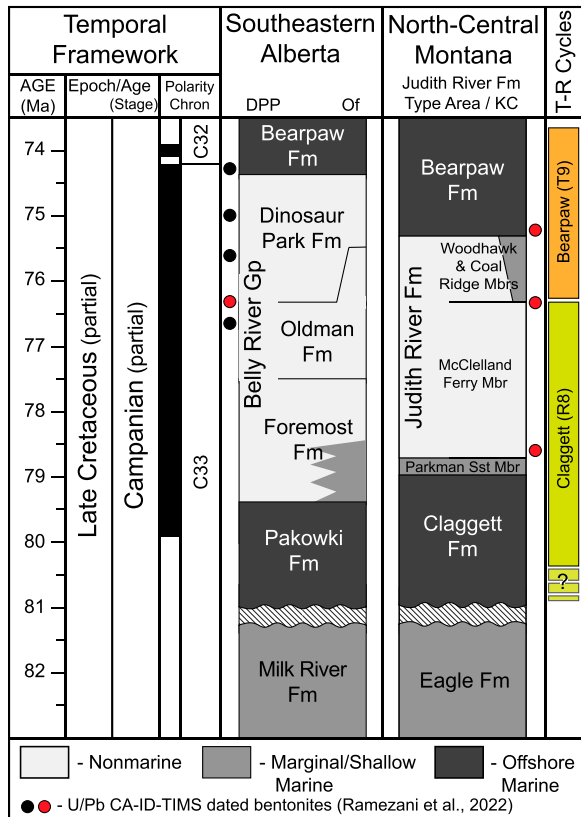 Temporal
Framework
Southeastern
Alberta
DPP Of
North-Central
Montana
Judith River Fm
Type Area / KC
T-R Cycles
AGE
(Ma)
Epoch/Age
(Stage)
Polarity
Chron
74
75
76
77
78
79
80
81
82
Late Cretaceous (partial)
Campanian (partial)
C32
C33
Belly River Gp
Bearpaw
Fm
Dinosaur
Park Fm
Oldman
Fm
Foremost
Fm
Pakowki
Fm
Milk River
Fm
Judith River Fm
Bearpaw
Fm
Woodhawk
& Coal
Ridge Mbrs
McClelland
Ferry Mbr
Parkman Sst Mbr
Claggett
Fm
Eagle Fm
Bearpaw (T9)
Claggett (R8)
?
- Nonmarine
- Marginal/Shallow
Marine
- Offshore
Marine
- U/Pb CA-ID-TIMS dated bentonites (Ramezani et al., 2022)